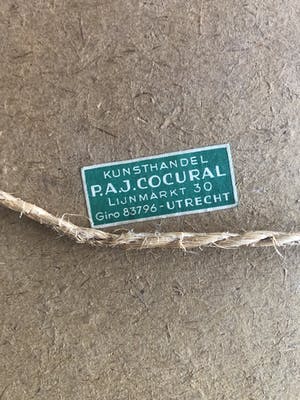 KUNSTHANDEL
P.A.J. COCURAL
LIJNMARKT 30
Giro 83796 - UTRECHT